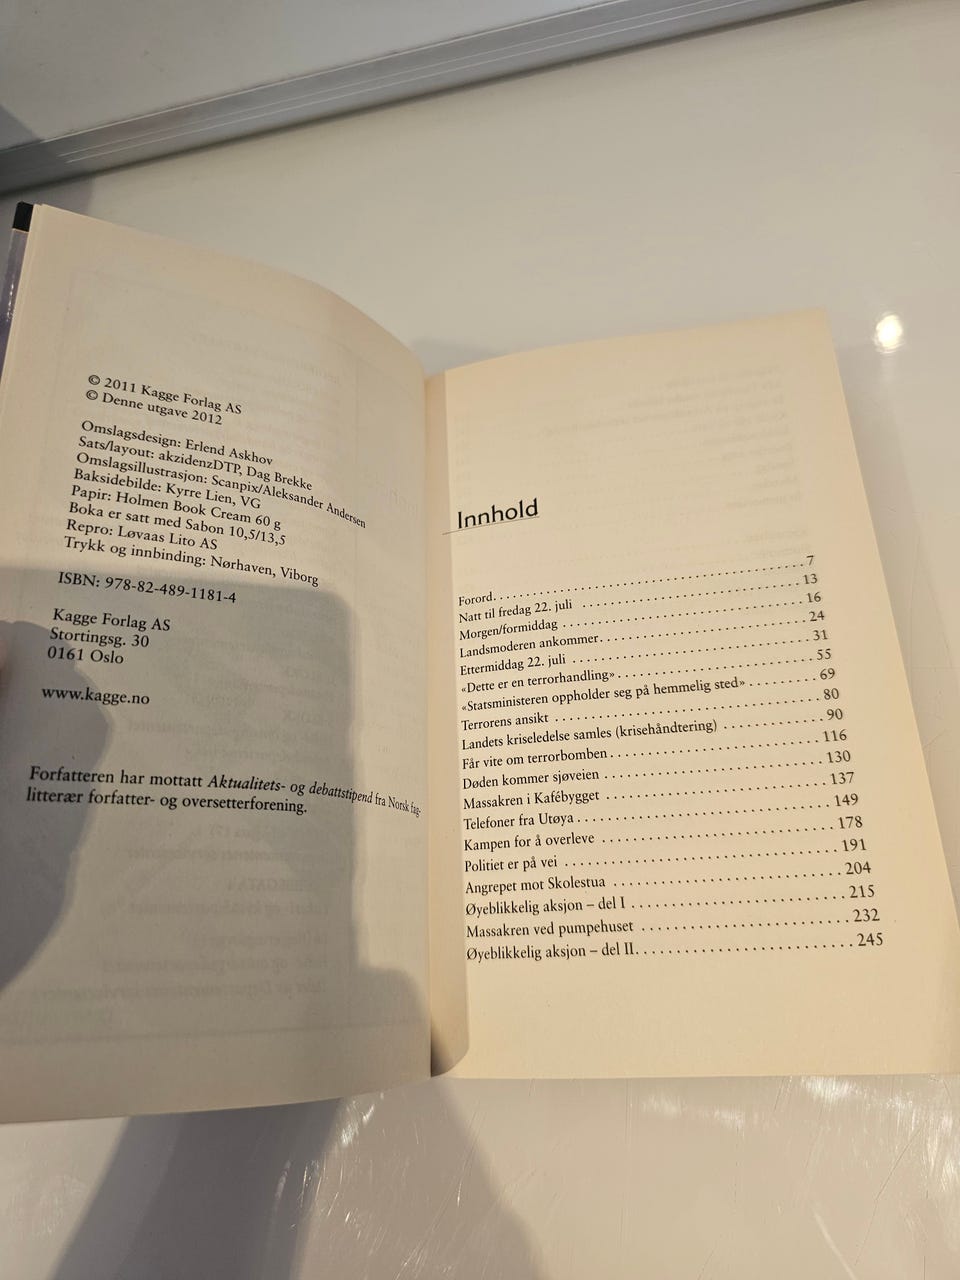 © 2011 Kagge Forlag AS
© Denne utgave 2012
Omslagsdesign: Erlend Askhov
Sats/layout: akzidenzDTP, Dag Brekke
Omslagsillustrasjon: Scanpix/Aleksander Andersen
Baksidebilde: Kyrre Lien, VG
Papir: Holmen Book Cream 60 g
Boka er satt med Sabon 10,5/13,5
Repro: Løvaas Lito AS
Trykk og innbinding: Nørhaven, Viborg
ISBN: 978-82-489-1181-4
Kagge Forlag AS
Stortingsg. 30
0161 Oslo
www.kagge.no
Forfatteren har mottatt Aktualitets- og debattstipend fra Norsk fag-
litterær forfatter- og oversetterforening.
Innhold
Forord. . . . . . . . . . . . . . . . . . . . . . . . . . . . . . . . . . . . 7
Natt til fredag 22. juli . . . . . . . . . . . . . . . . . . . . . . . . . 13
Morgen/formiddag . . . . . . . . . . . . . . . . . . . . . . . . . . . 16
Landsmoderen ankommer. . . . . . . . . . . . . . . . . . . . . . . 24
Ettermiddag 22. juli . . . . . . . . . . . . . . . . . . . . . . . . . . . 31
«Dette er en terrorhandling» . . . . . . . . . . . . . . . . . . . . . 55
«Statsministeren oppholder seg på hemmelig sted» . . . . . . . . 69
Terrorens ansikt . . . . . . . . . . . . . . . . . . . . . . . . . . . . . 80
Landets kriseledelse samles (krisehåndtering) . . . . . . . . . . . 90
Får vite om terrorbomben . . . . . . . . . . . . . . . . . . . . . . . 116
Døden kommer sjøveien . . . . . . . . . . . . . . . . . . . . . . . . 130
Massakren i Kafébygget . . . . . . . . . . . . . . . . . . . . . . . . 137
Telefoner fra Utøya . . . . . . . . . . . . . . . . . . . . . . . . . . . 149
Kampen for å overleve . . . . . . . . . . . . . . . . . . . . . . . . . 178
Politiet er på vei . . . . . . . . . . . . . . . . . . . . . . . . . . . . . 191
Angrepet mot Skolestua . . . . . . . . . . . . . . . . . . . . . . . . 204
Øyeblikkelig aksjon – del I . . . . . . . . . . . . . . . . . . . . . . 215
Massakren ved pumpehuset . . . . . . . . . . . . . . . . . . . . . 232
Øyeblikkelig aksjon – del II. . . . . . . . . . . . . . . . . . . . . . 245